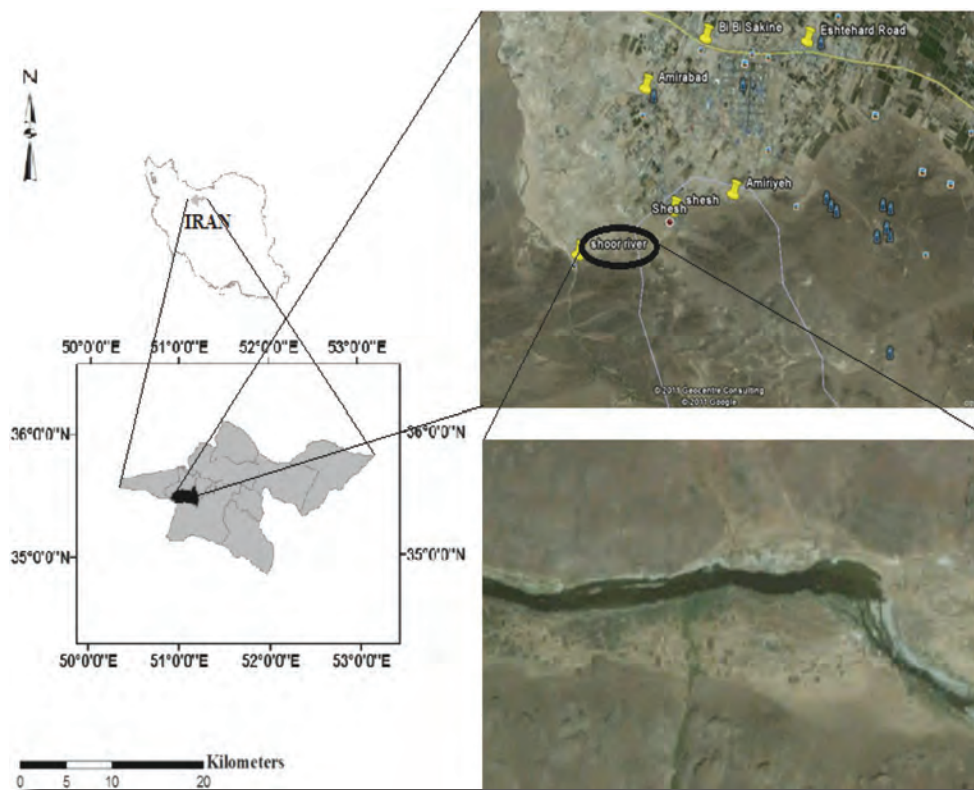 N
IRAN
50°0'0"E 51°0'0"E 52°0'0"E 53°0'0"E
36°0'0"N 36°0'0"N
35°0'0"N 35°0'0"N
50°0'0"E 51°0'0"E 52°0'0"E 53°0'0"E
Kilometers
0 5 10 20
Bi Bi Sakine
Eshtehard Road
Amirabad
Amiriyeh
shesh
Shesh
shoor river
© 2011 Geocentre Consulting
© 2011 Google